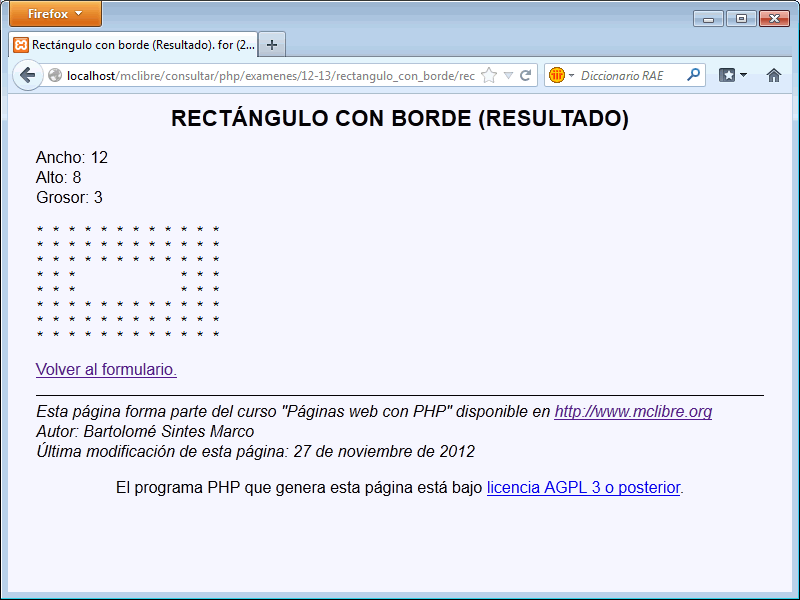 Firefox
Rectángulo con borde (Resultado). for (2...
localhost/mclibre/consultar/php/examenes/12-13/rectangulo_con_borde/rec
Diccionario RAE
RECTÁNGULO CON BORDE (RESULTADO)
Ancho: 12
Alto: 8
Grosor: 3
* * * * * * * * * * * *
* * * * * * * * * * * *
* * * * * * * * * * * *
* * *             * * *
* * *             * * *
* * * * * * * * * * * *
* * * * * * * * * * * *
* * * * * * * * * * * *
Volver al formulario.
Esta página forma parte del curso "Páginas web con PHP" disponible en http://www.mclibre.org
Autor: Bartolomé Sintes Marco
Última modificación de esta página: 27 de noviembre de 2012
El programa PHP que genera esta página está bajo licencia AGPL 3 o posterior.